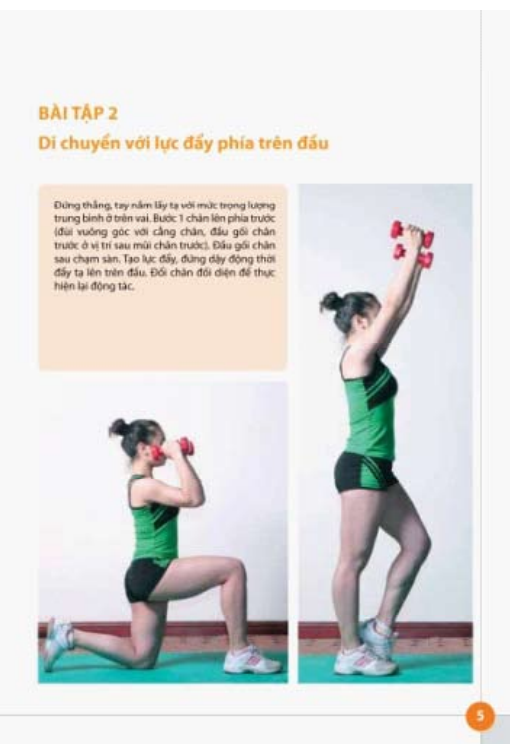 BÀI TẬP 2
Di chuyển với lực đẩy phía trên đầu
Đứng thẳng, tay nắm lấy tạ với mức trọng lượng
trung bình ở trên vai. Bước 1 chân lên phía trước
(đùi vuông góc với cẳng chân, đầu gối chân
trước ở vị trí sau mũi chân trước). Đầu gối chân
sau chạm sàn. Tạo lực đẩy, đứng dậy động thời
đẩy tạ lên trên đầu. Đổi chân đối diện để thực
hiện lại động tác.
5